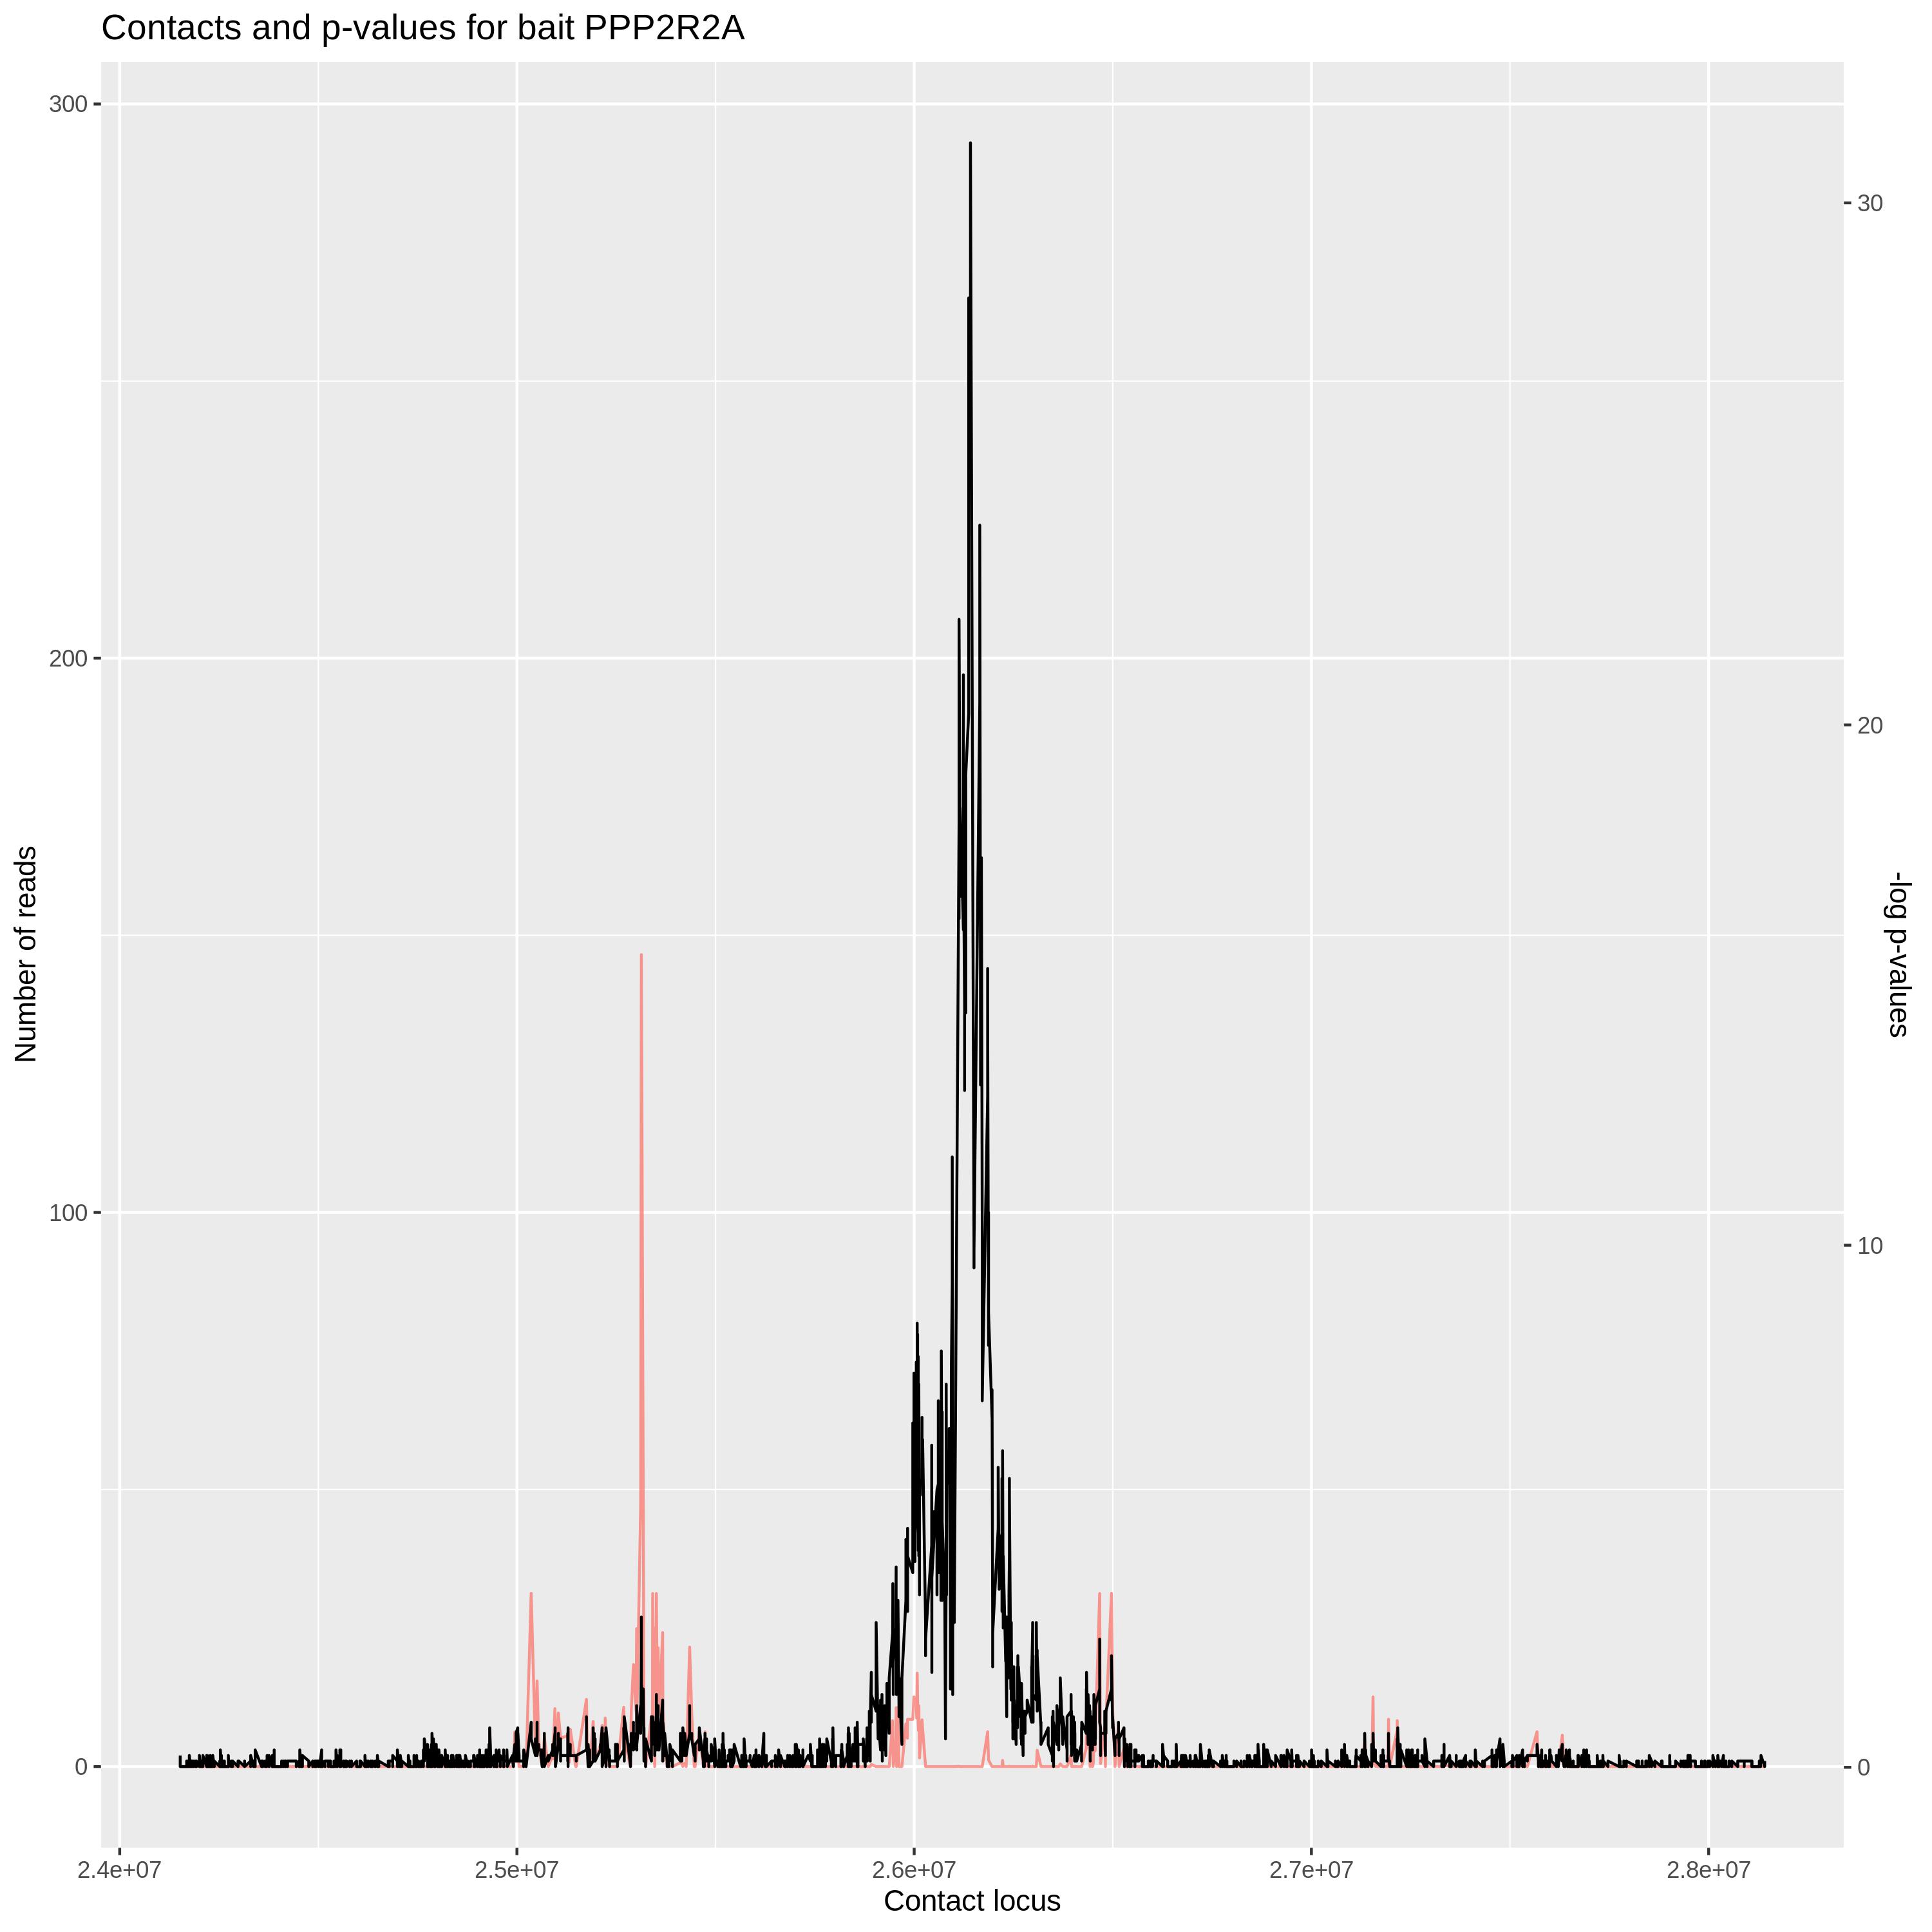 Contacts and p-values for bait PPP2R2A
300
200
100
0
Number of reads
30
20
10
0
-log p-values
2.4e+07 2.5e+07 2.6e+07 2.7e+07 2.8e+07
Contact locus